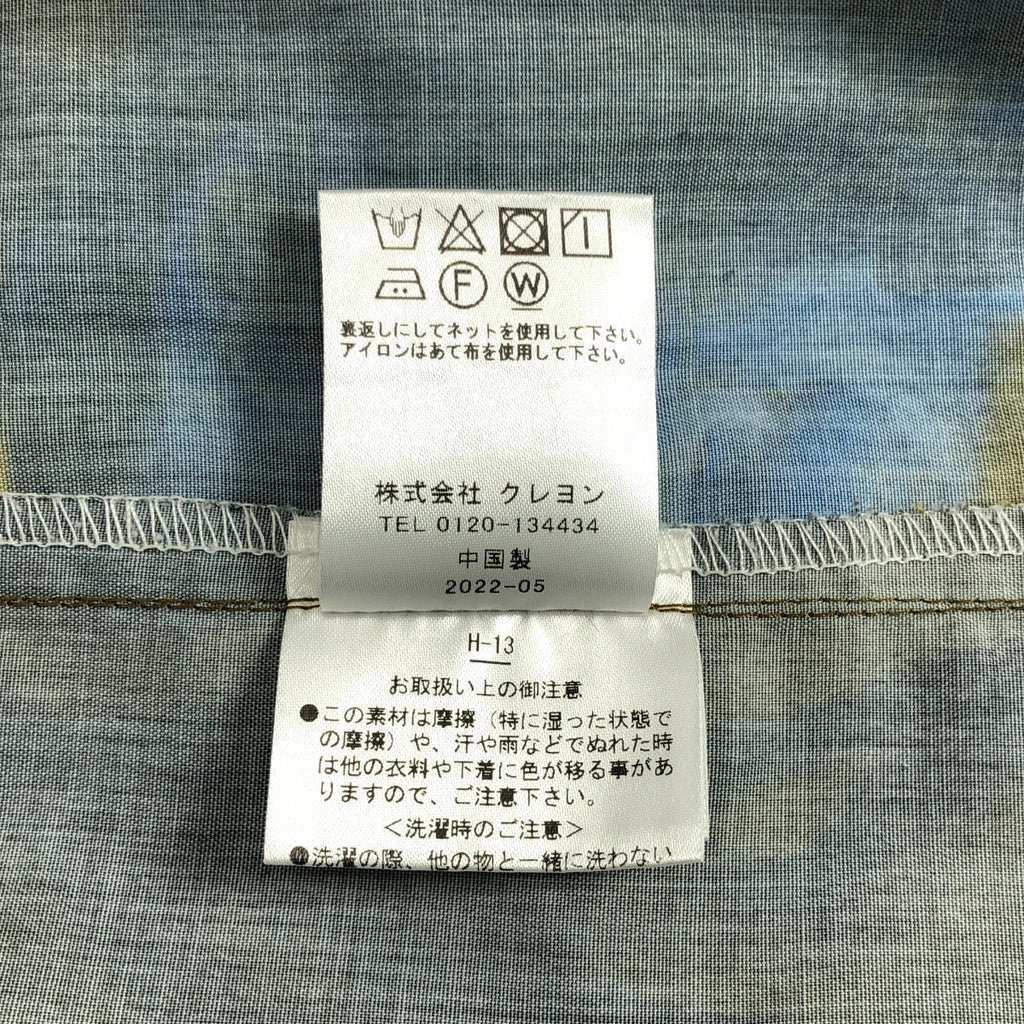 F W
裏返しにしてネットを使用して下さい。
アイロンはあて布を使用して下さい。
株式会社 クレヨン
TEL 0120-134434
中国製
2022-05
H-13
お取扱い上の御注意
●この素材は摩擦（特に湿った状態で
の摩擦）や、汗や雨などでぬれた時
は他の衣料や下着に色が移る事があ
りますので、ご注意下さい。
＜洗濯時のご注意＞
●洗濯の際、他の物と一緒に洗わない